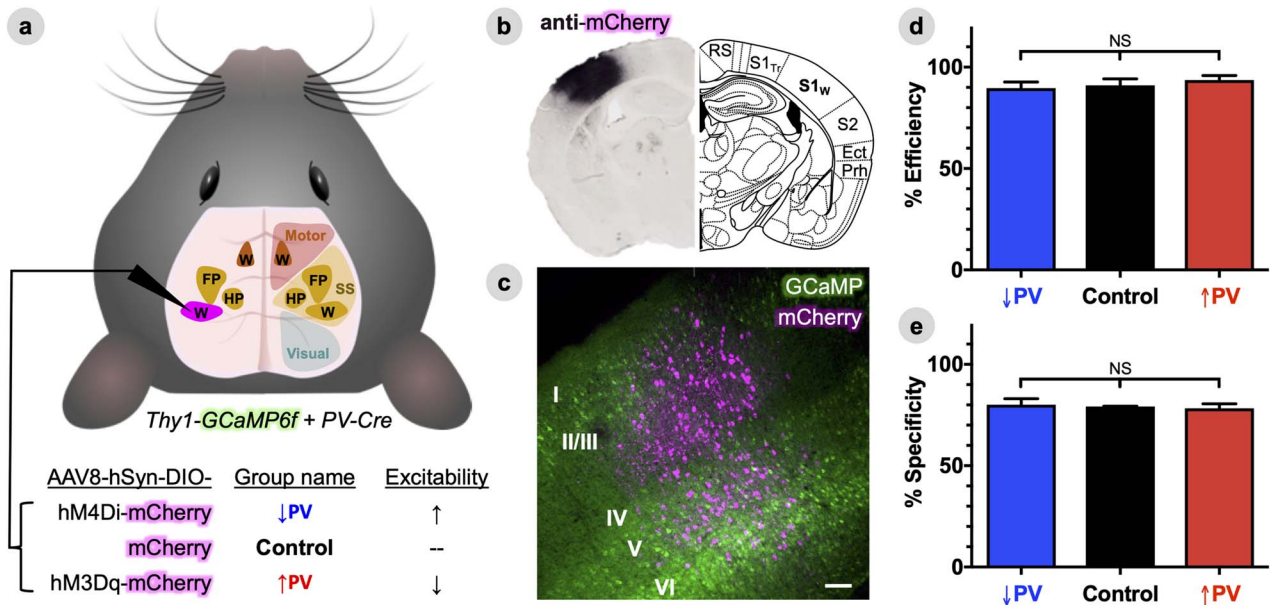 a
Motor
W W
FP FP SS
HP HP
W W
Visual
Thy1-GCaMP6f + PV-Cre
AAV8-hSyn-DIO- Group name Excitability
hM4Di-mCherry ↓PV ↑
mCherry Control --
hM3Dq-mCherry ↑PV ↓
b
anti-mCherry
RS
S1Tr
S1W
S2
Ect
Prh
c
GCaMP
mCherry
I
II/III
IV
V
VI
d
NS
100
50
0
% Efficiency
↓PV Control ↑PV
e
NS
100
50
0
% Specificity
↓PV Control ↑PV